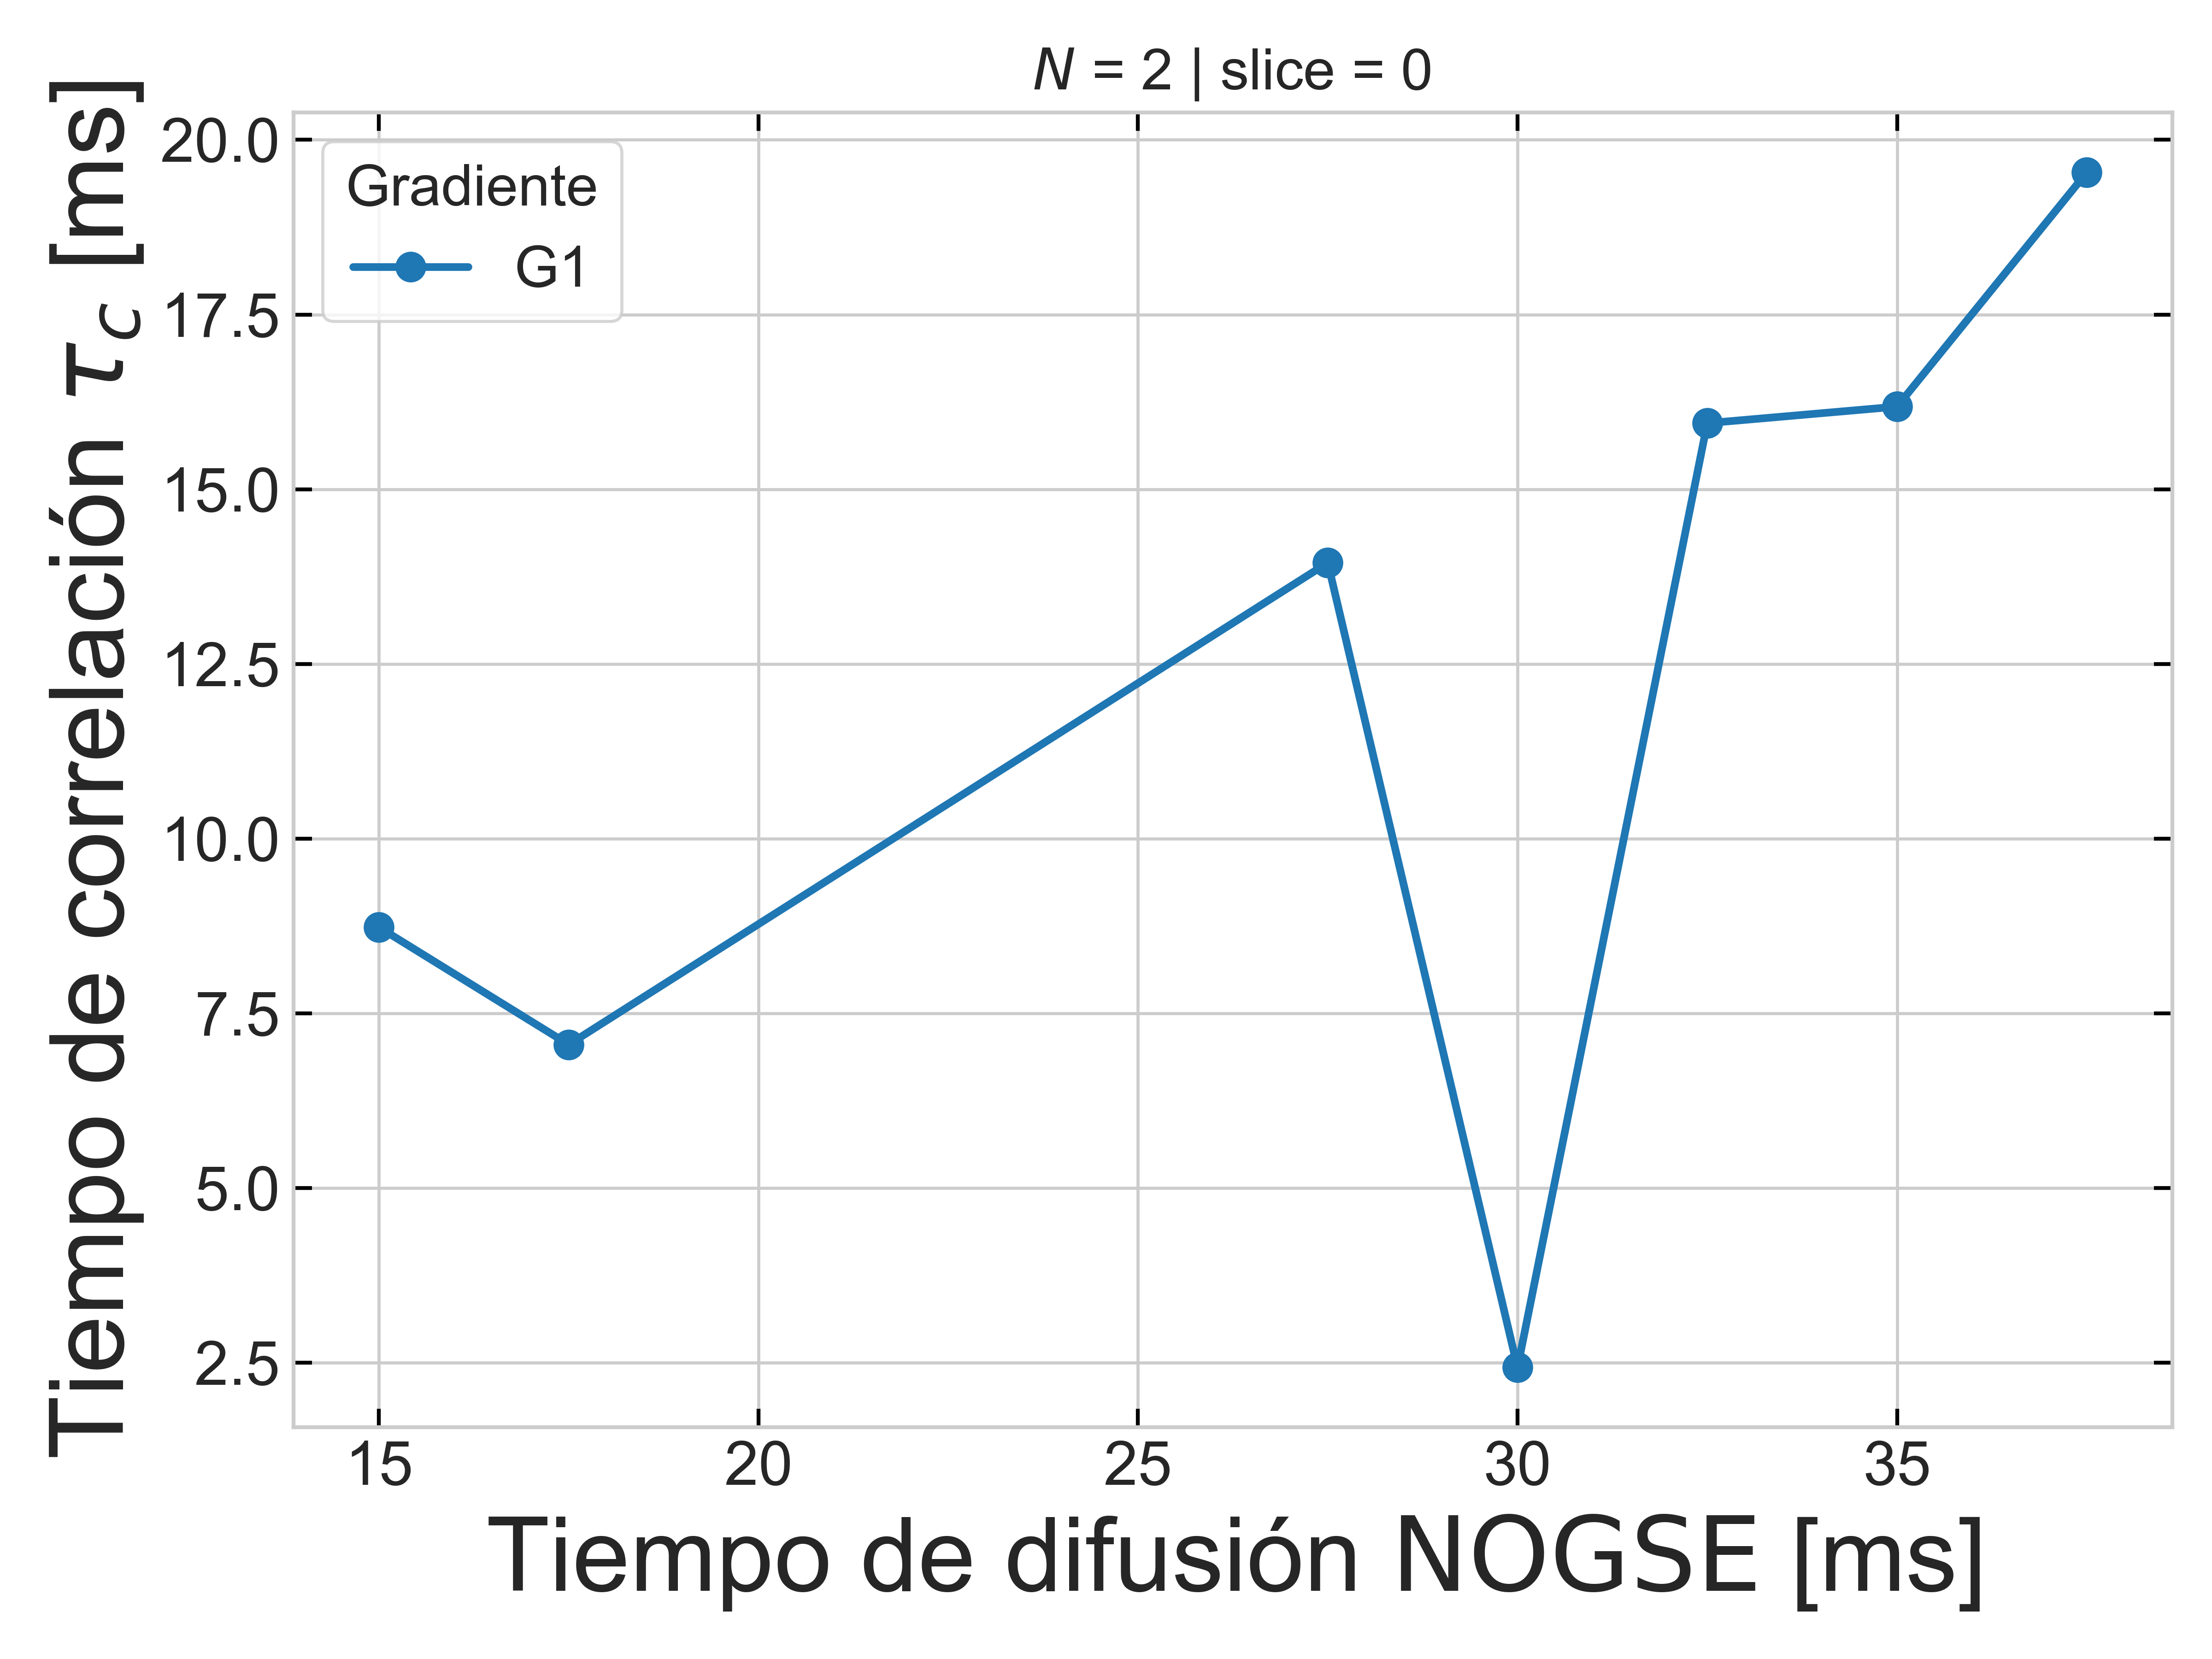 N = 2 | slice = 0
Tiempo de correlación τc [ms]
20.0
17.5
15.0
12.5
10.0
7.5
5.0
2.5
Gradiente
G1
15 20 25 30 35
Tiempo de difusión NOGSE [ms]